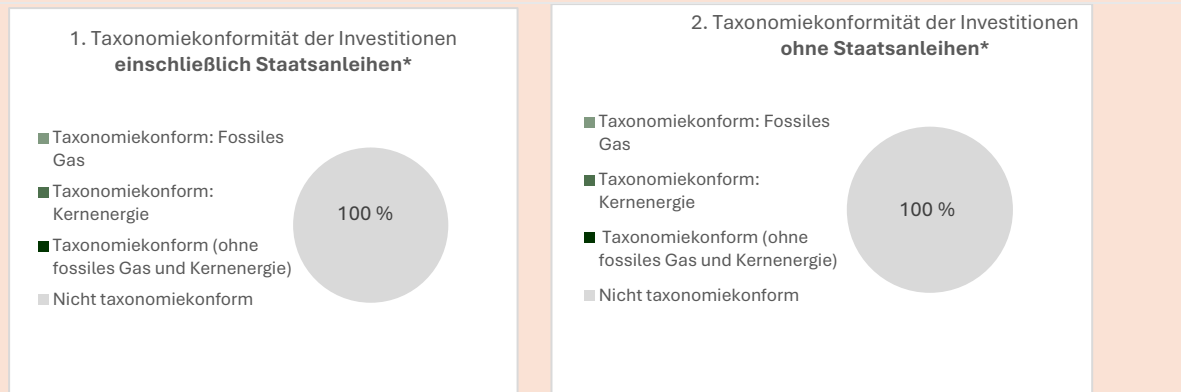 1. Taxonomiekonformität der Investitionen
einschließlich Staatsanleihen*
Taxonomiekonform: Fossiles
Gas
Taxonomiekonform:
Kernenergie
Taxonomiekonform (ohne
fossiles Gas und Kernenergie)
Nicht taxonomiekonform
100 %
2. Taxonomiekonformität der Investitionen
ohne Staatsanleihen*
Taxonomiekonform: Fossiles
Gas
Taxonomiekonform:
Kernenergie
Taxonomiekonform (ohne
fossiles Gas und Kernenergie)
Nicht taxonomiekonform
100 %